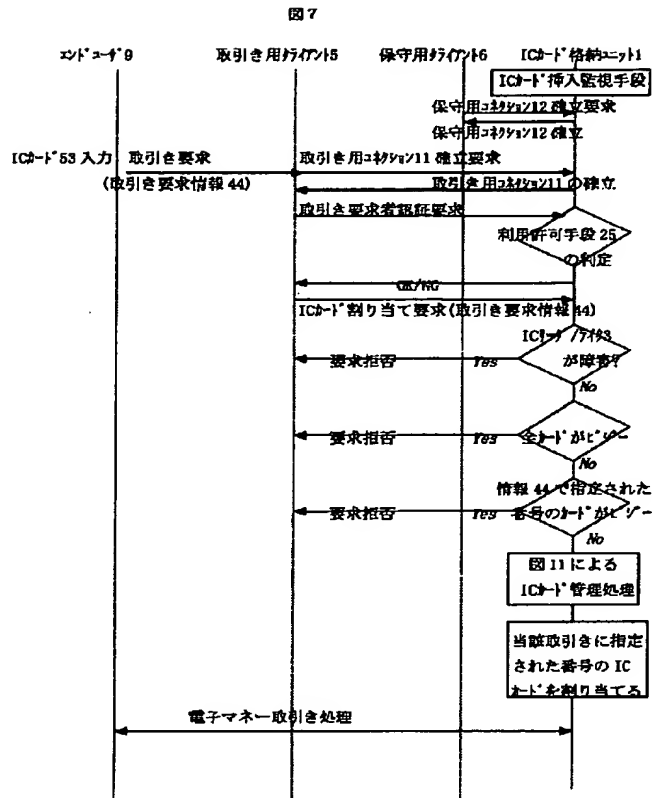 図7
エンドユーザ9
取引き用クライアント5
保守用クライアント6
ICカード格納ユニット1
ICカード挿入監視手段
保守用コネクション12確立要求
保守用コネクション12確立
ICカード53入力
取引き要求
取引き用コネクション11確立要求
(取引き要求情報44)
取引き用コネクション11の確立
取引き要求者認証要求
利用許可手段25
の判定
OK/NG
ICカード割り当て要求(取引き要求情報44)
ICリーダ/ライタ3
要求拒否
Yes
が障害?
No
要求拒否
Yes
全カードがビジー
No
情報44で指定された
要求拒否
Yes
番号のカードがビジー
No
図11による
ICカード管理処理
当該取引きに指定
された番号のIC
カードを割り当てる
電子マネー取引き処理